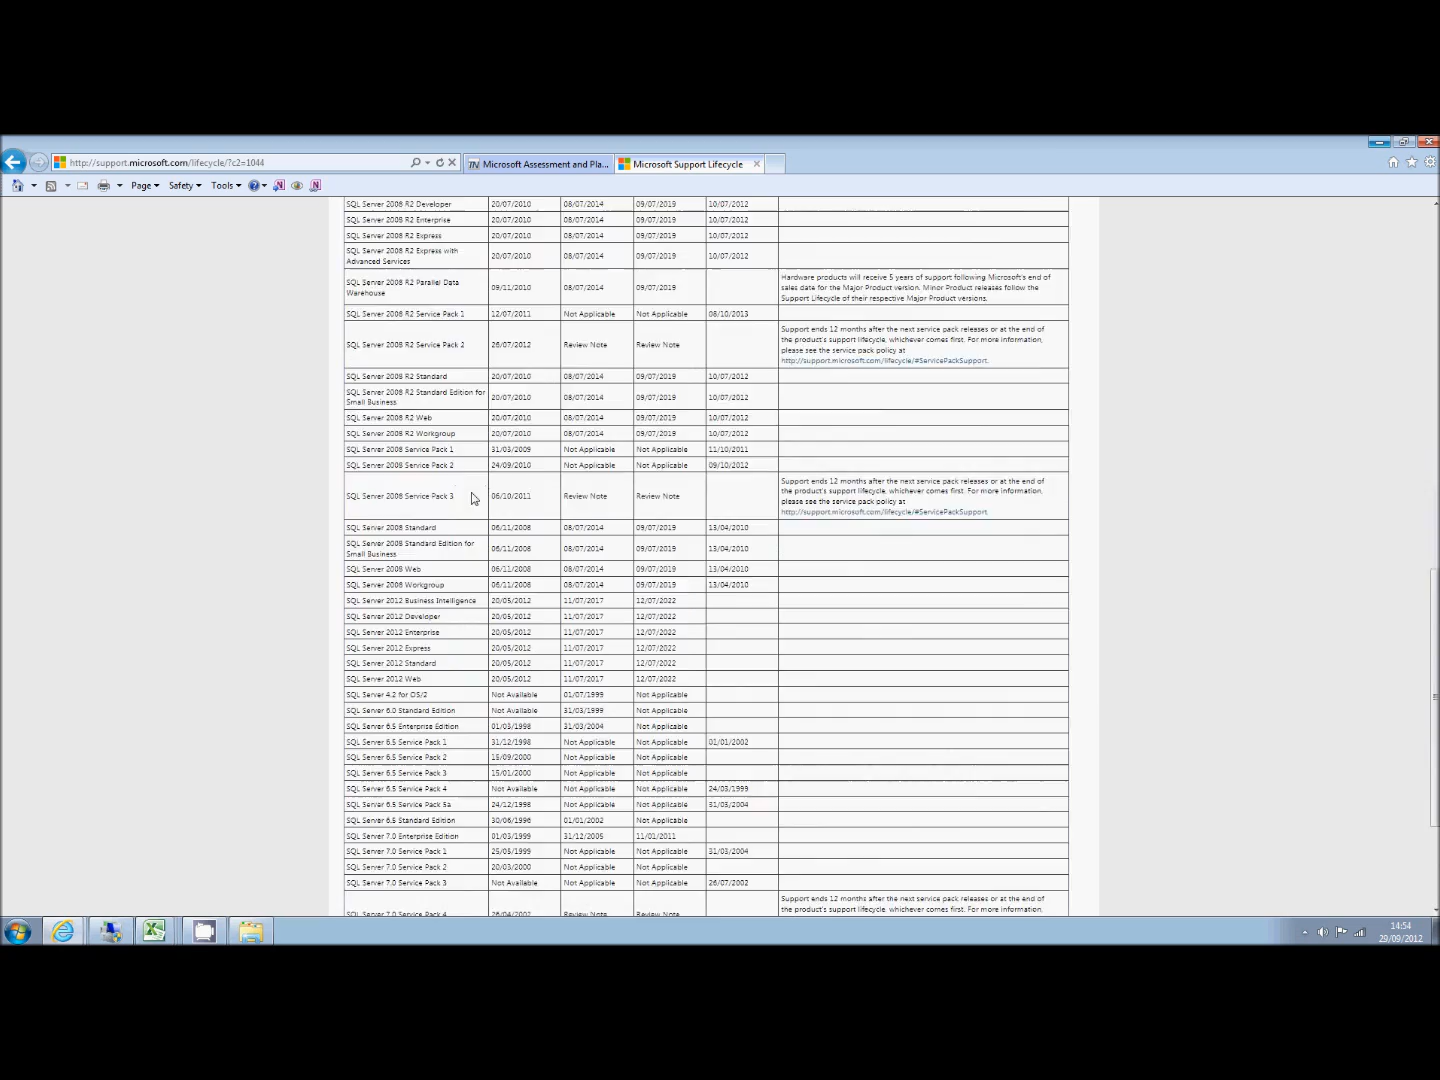 http://support.microsoft.com/lifecycle/?c2=1044
Microsoft Assessment and Pla...
Microsoft Support Lifecycle
Page Safety Tools
SQL Server 2008 R2 Developer 20/07/2010 08/07/2014 09/07/2019 10/07/2012
SQL Server 2008 R2 Enterprise 20/07/2010 08/07/2014 09/07/2019 10/07/2012
SQL Server 2008 R2 Express 20/07/2010 08/07/2014 09/07/2019 10/07/2012
SQL Server 2008 R2 Express with
Advanced Services 20/07/2010 08/07/2014 09/07/2019 10/07/2012
SQL Server 2008 R2 Parallel Data
Warehouse 09/11/2010 08/07/2014 09/07/2019
Hardware products will receive 5 years of support following Microsoft's end of
sales date for the Major Product version. Minor Product releases follow the
Support Lifecycle of their respective Major Product versions.
SQL Server 2008 R2 Service Pack 1 12/07/2011 Not Applicable Not Applicable 08/10/2013
SQL Server 2008 R2 Service Pack 2 26/07/2012 Review Note Review Note
Support ends 12 months after the next service pack releases or at the end of
the product's support lifecycle, whichever comes first. For more information,
please see the service pack policy at
http://support.microsoft.com/lifecycle/#ServicePackSupport.
SQL Server 2008 R2 Standard 20/07/2010 08/07/2014 09/07/2019 10/07/2012
SQL Server 2008 R2 Standard Edition for
Small Business 20/07/2010 08/07/2014 09/07/2019 10/07/2012
SQL Server 2008 R2 Web 20/07/2010 08/07/2014 09/07/2019 10/07/2012
SQL Server 2008 R2 Workgroup 20/07/2010 08/07/2014 09/07/2019 10/07/2012
SQL Server 2008 Service Pack 1 31/03/2009 Not Applicable Not Applicable 11/10/2011
SQL Server 2008 Service Pack 2 24/09/2010 Not Applicable Not Applicable 09/10/2012
SQL Server 2008 Service Pack 3 06/10/2011 Review Note Review Note
Support ends 12 months after the next service pack releases or at the end of
the product's support lifecycle, whichever comes first. For more information,
please see the service pack policy at
http://support.microsoft.com/lifecycle/#ServicePackSupport
SQL Server 2008 Standard 06/11/2008 08/07/2014 09/07/2019 13/04/2010
SQL Server 2008 Standard Edition for
Small Business 06/11/2008 08/07/2014 09/07/2019 13/04/2010
SQL Server 2008 Web 06/11/2008 08/07/2014 09/07/2019 13/04/2010
SQL Server 2008 Workgroup 06/11/2008 08/07/2014 09/07/2019 13/04/2010
SQL Server 2012 Business Intelligence 20/05/2012 11/07/2017 12/07/2022
SQL Server 2012 Developer 20/05/2012 11/07/2017 12/07/2022
SQL Server 2012 Enterprise 20/05/2012 11/07/2017 12/07/2022
SQL Server 2012 Express 20/05/2012 11/07/2017 12/07/2022
SQL Server 2012 Standard 20/05/2012 11/07/2017 12/07/2022
SQL Server 2012 Web 20/05/2012 11/07/2017 12/07/2022
SQL Server 4.2 for OS/2 Not Available 01/07/1999 Not Applicable
SQL Server 6.0 Standard Edition Not Available 31/03/1999 Not Applicable
SQL Server 6.5 Enterprise Edition 01/03/1998 31/03/2004 Not Applicable
SQL Server 6.5 Service Pack 1 31/12/1998 Not Applicable Not Applicable 01/01/2002
SQL Server 6.5 Service Pack 2 15/09/2000 Not Applicable Not Applicable
SQL Server 6.5 Service Pack 3 15/01/2000 Not Applicable Not Applicable
SQL Server 6.5 Service Pack 4 Not Available Not Applicable Not Applicable 24/03/1999
SQL Server 6.5 Service Pack 5a 24/12/1998 Not Applicable Not Applicable 31/03/2004
SQL Server 6.5 Standard Edition 30/06/1996 01/01/2002 Not Applicable
SQL Server 7.0 Enterprise Edition 01/03/1999 31/12/2005 11/01/2011
SQL Server 7.0 Service Pack 1 25/05/1999 Not Applicable Not Applicable 31/03/2004
SQL Server 7.0 Service Pack 2 20/03/2000 Not Applicable Not Applicable
SQL Server 7.0 Service Pack 3 Not Available Not Applicable Not Applicable 26/07/2002
SQL Server 7.0 Service Pack 4 26/04/2002 Review Note Review Note
Support ends 12 months after the next service pack releases or at the end of
the product's support lifecycle, whichever comes first. For more information,
14:54
29/09/2012